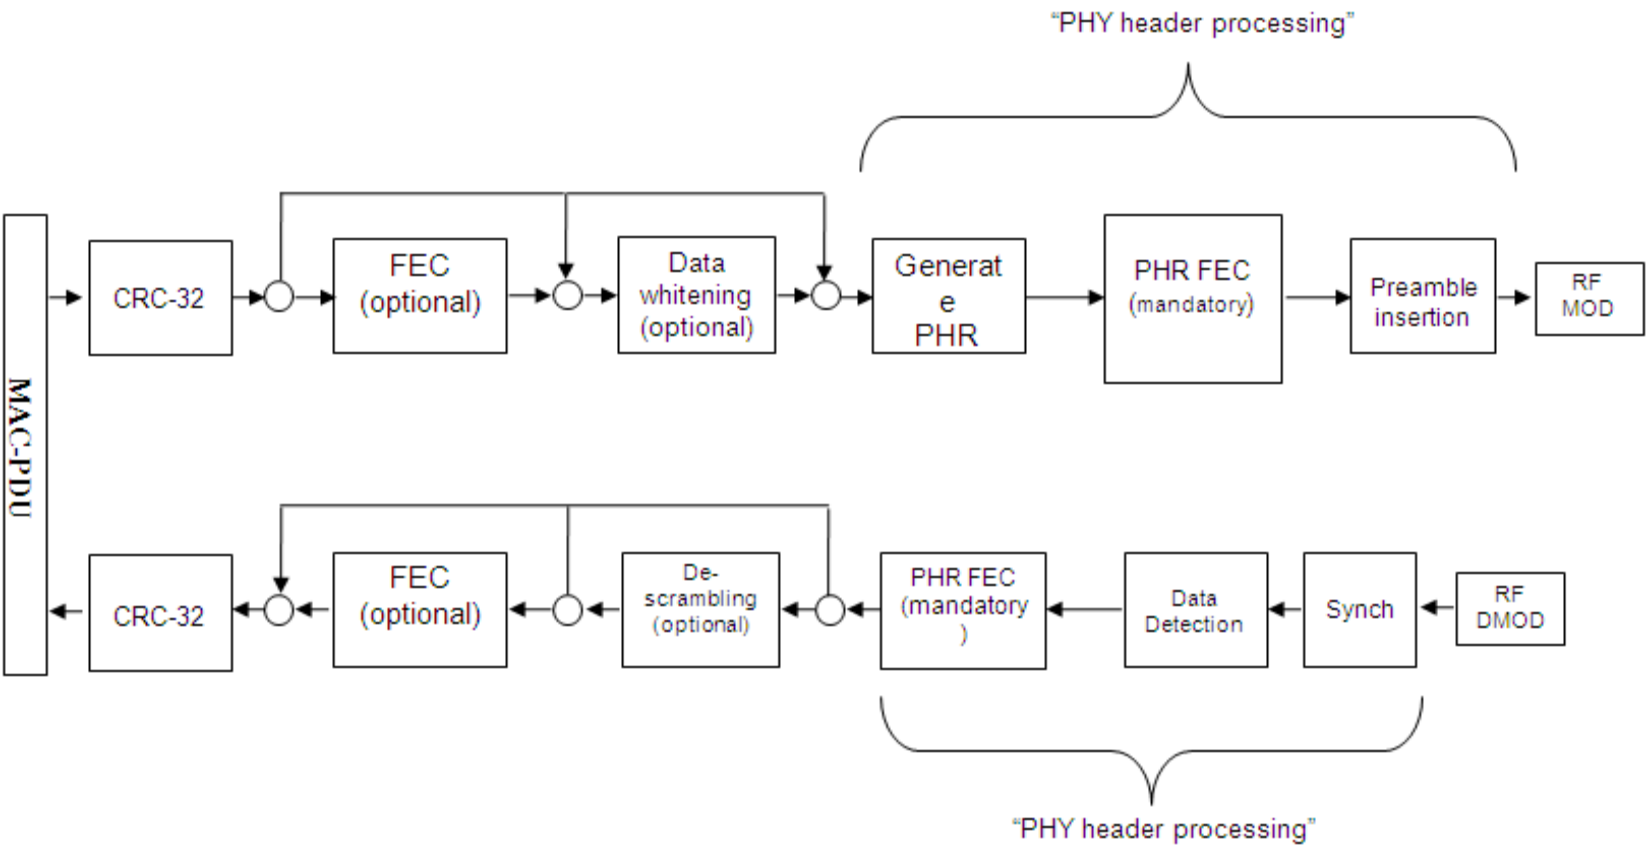 “PHY header processing”
MAC-PDU
CRC-32
FEC
(optional)
Data
whitening
(optional)
Generat
e
PHR
PHR FEC
(mandatory)
Preamble
insertion
RF
MOD
CRC-32
FEC
(optional)
De-
scrambling
(optional)
PHR FEC
(mandatory
)
Data
Detection
Synch
RF
DMOD
“PHY header processing”